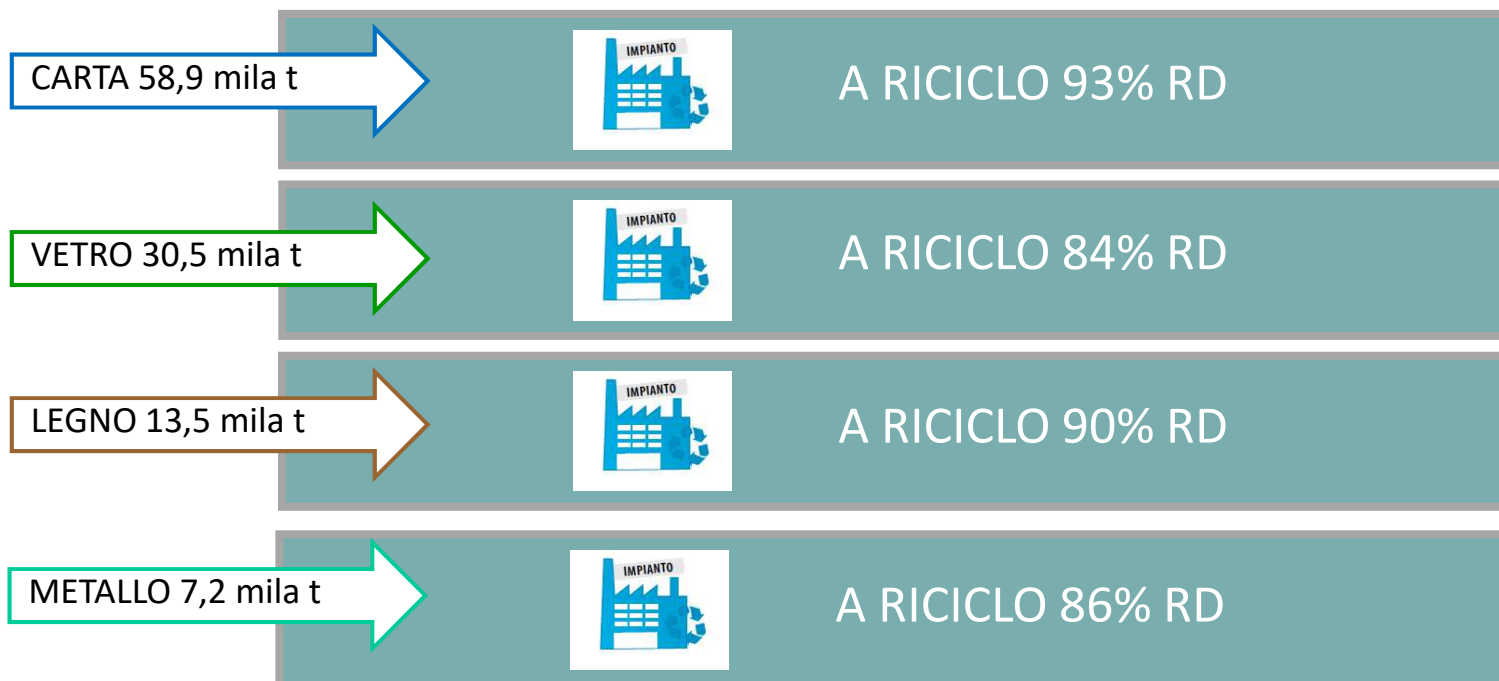 CARTA 58,9 mila t
IMPIANTO
A RICICLO 93% RD
VETRO 30,5 mila t
IMPIANTO
A RICICLO 84% RD
LEGNO 13,5 mila t
IMPIANTO
A RICICLO 90% RD
METALLO 7,2 mila t
IMPIANTO
A RICICLO 86% RD